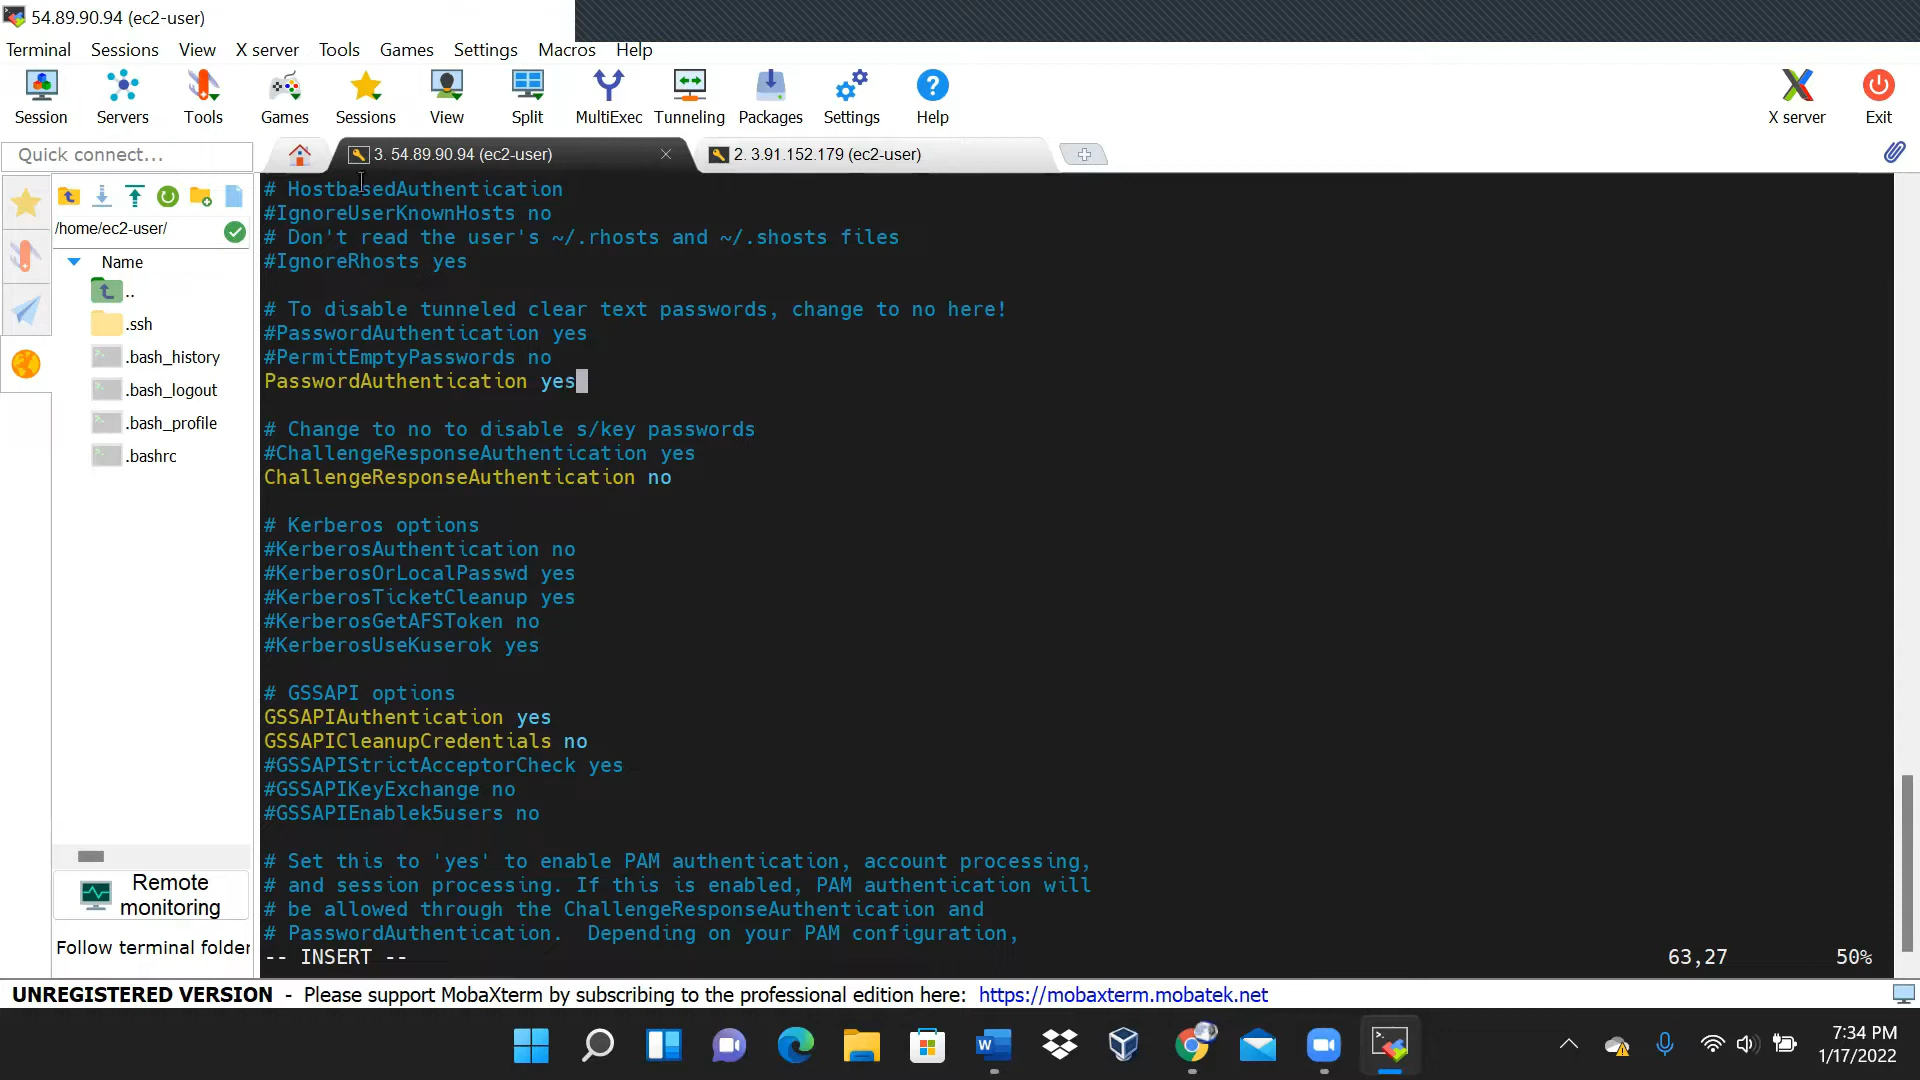 54.89.90.94 (ec2-user)
Terminal Sessions View X server Tools Games Settings Macros Help
Session Servers Tools Games Sessions View Split MultiExec Tunneling Packages Settings Help X server Exit
Quick connect...
3. 54.89.90.94 (ec2-user)
2. 3.91.152.179 (ec2-user)
/home/ec2-user/
Name
..
.ssh
.bash_history
.bash_logout
.bash_profile
.bashrc
Remote
monitoring
Follow terminal folder
# HostbasedAuthentication
#IgnoreUserKnownHosts no
# Don't read the user's ~/.rhosts and ~/.shosts files
#IgnoreRhosts yes
# To disable tunneled clear text passwords, change to no here!
#PasswordAuthentication yes
#PermitEmptyPasswords no
PasswordAuthentication yes
# Change to no to disable s/key passwords
#ChallengeResponseAuthentication yes
ChallengeResponseAuthentication no
# Kerberos options
#KerberosAuthentication no
#KerberosOrLocalPasswd yes
#KerberosTicketCleanup yes
#KerberosGetAFSToken no
#KerberosUseKuserok yes
# GSSAPI options
GSSAPIAuthentication yes
GSSAPICleanupCredentials no
#GSSAPIStrictAcceptorCheck yes
#GSSAPIKeyExchange no
#GSSAPIEnablek5users no
# Set this to 'yes' to enable PAM authentication, account processing,
# and session processing. If this is enabled, PAM authentication will
# be allowed through the ChallengeResponseAuthentication and
# PasswordAuthentication.  Depending on your PAM configuration,
-- INSERT -- 63,27 50%
UNREGISTERED VERSION - Please support MobaXterm by subscribing to the professional edition here: https://mobaxterm.mobatek.net
7:34 PM
1/17/2022